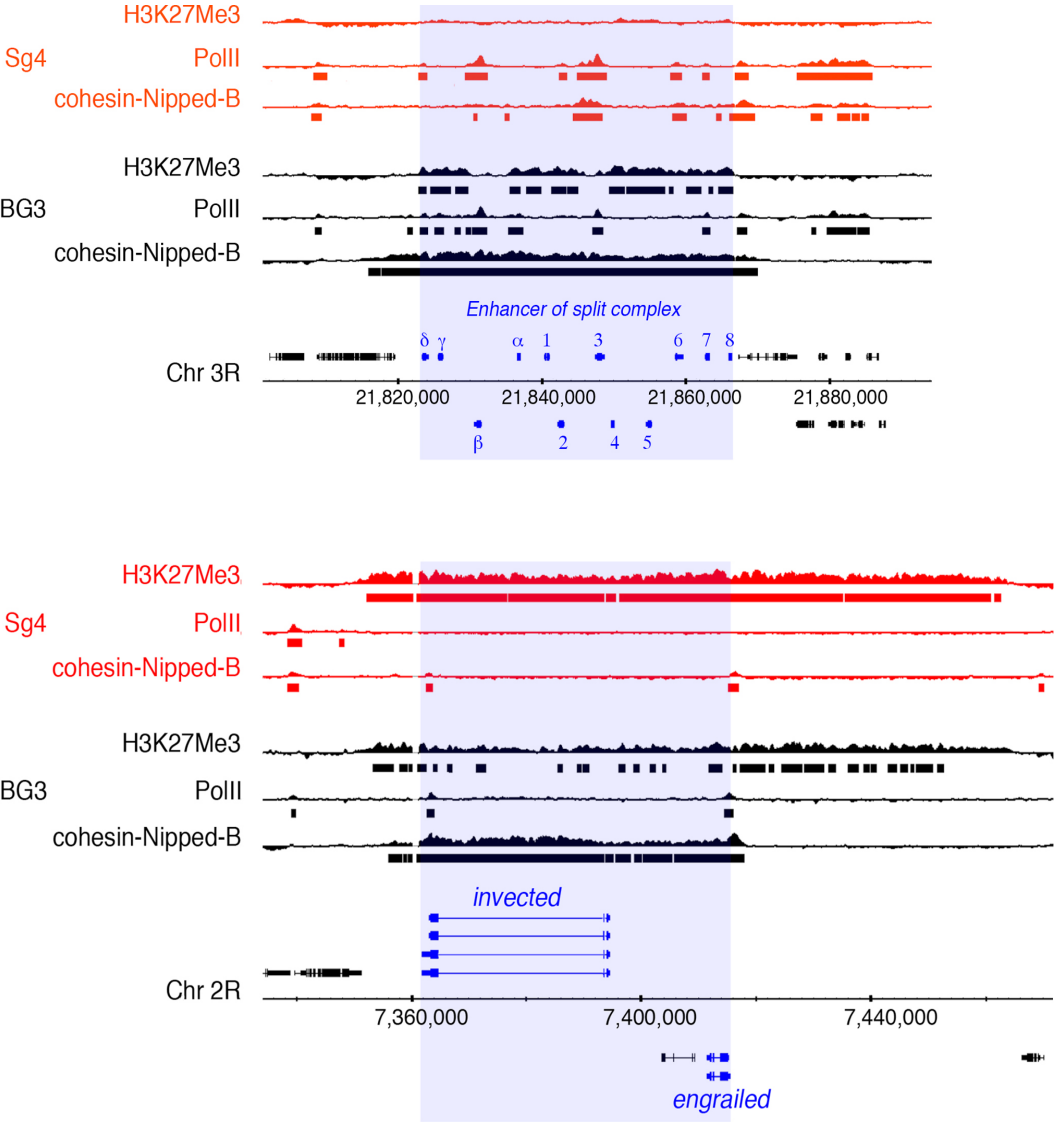 H3K27Me3
Sg4 PolII
cohesin-Nipped-B
H3K27Me3
BG3 PolII
cohesin-Nipped-B
Enhancer of split complex
δ γ α 1 3 6 7 8
Chr 3R
21,820,000 21,840,000 21,860,000 21,880,000
β 2 4 5
H3K27Me3
Sg4 PolII
cohesin-Nipped-B
H3K27Me3
BG3 PolII
cohesin-Nipped-B
invected
Chr 2R
7,360,000 7,400,000 7,440,000
engrailed